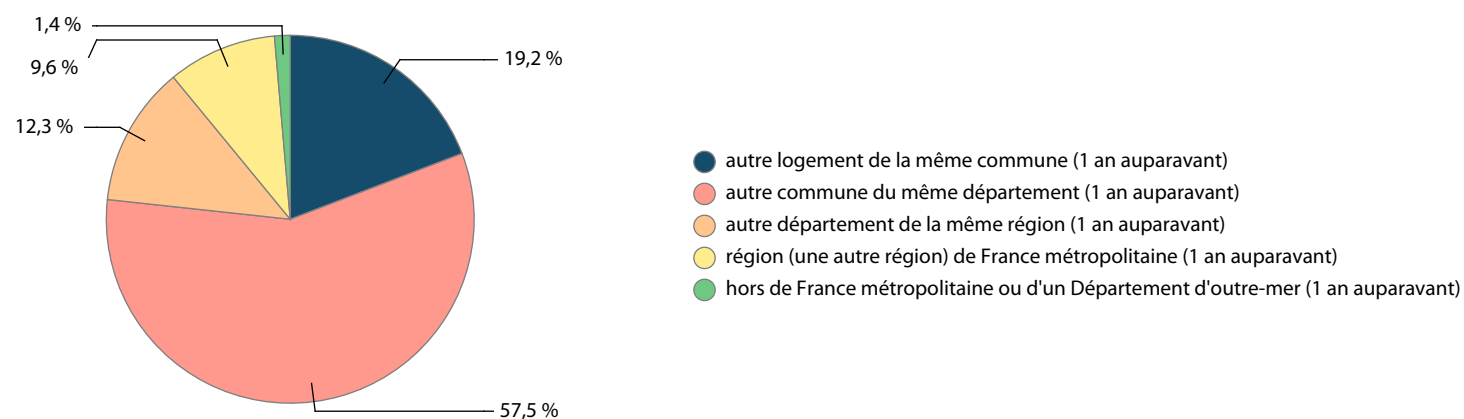 1,4 %
9,6 %
12,3 %
19,2 %
57,5 %
autre logement de la même commune (1 an auparavant)
autre commune du même département (1 an auparavant)
autre département de la même région (1 an auparavant)
région (une autre région) de France métropolitaine (1 an auparavant)
hors de France métropolitaine ou d'un Département d'outre-mer (1 an auparavant)